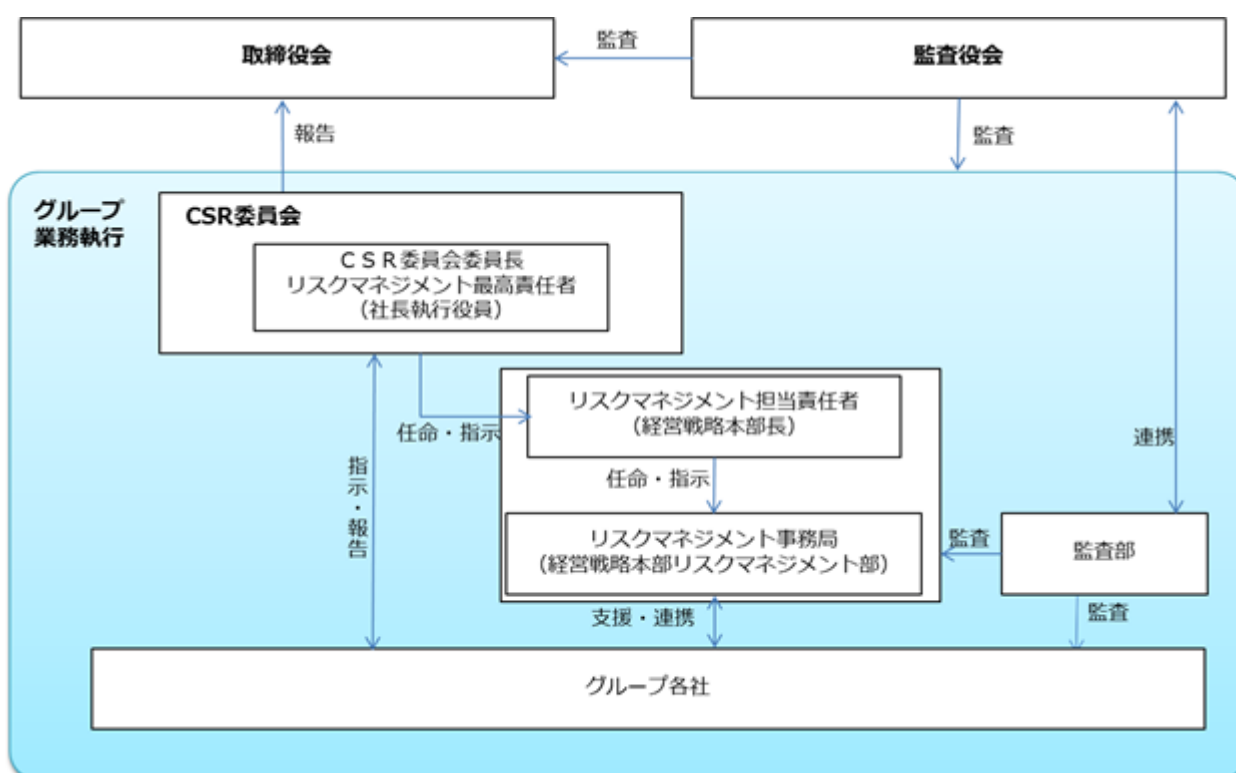 取締役会
監査
監査役会
報告
監査
グループ
業務執行
CSR委員会
ＣＳＲ委員会委員長
リスクマネジメント最高責任者
（社長執行役員）
リスクマネジメント担当責任者
（経営戦略本部長）
任命・指示
連携
指示・報告
任命・指示
リスクマネジメント事務局
（経営戦略本部リスクマネジメント部）
監査
監査部
支援・連携
監査
グループ各社